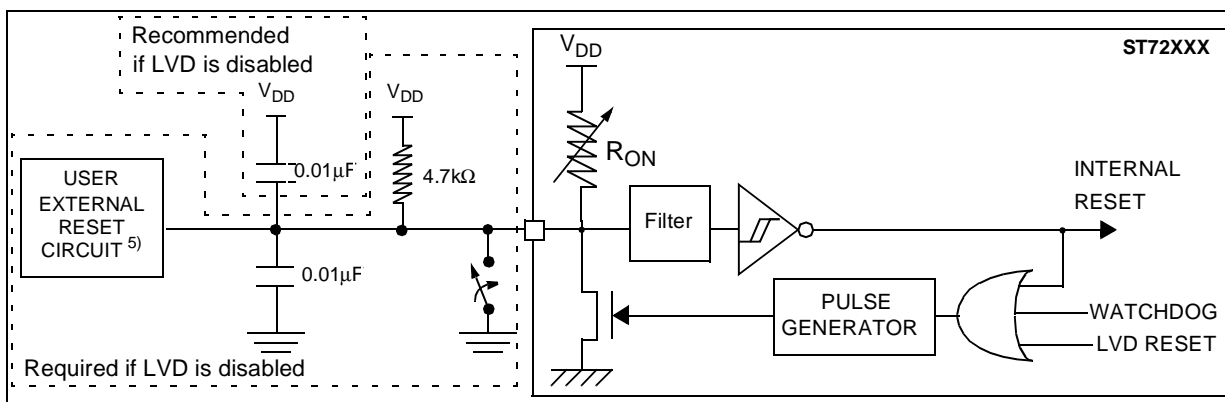 Recommended
if LVD is disabled
VDD
0.01μF
VDD
4.7kΩ
USER
EXTERNAL
RESET
CIRCUIT 5)
0.01μF
Required if LVD is disabled
ST72XXX
VDD
RON
Filter
INTERNAL
RESET
PULSE
GENERATOR
WATCHDOG
LVD RESET